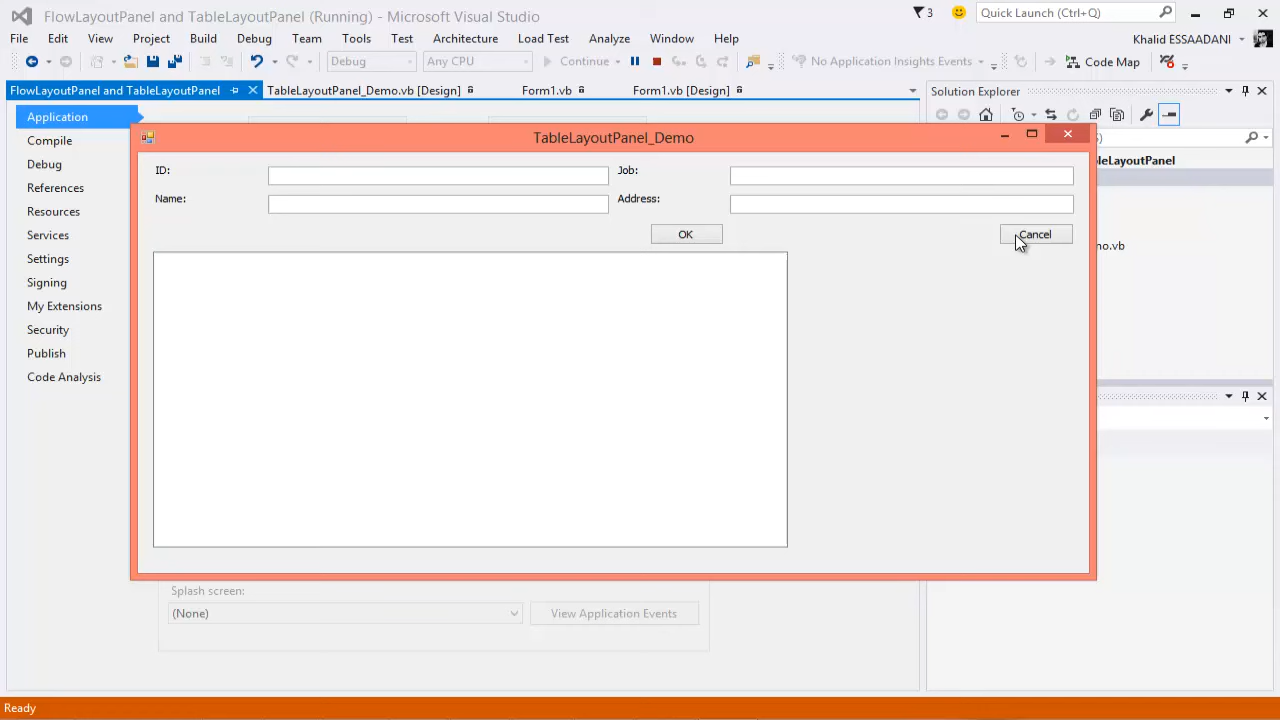 FlowLayoutPanel and TableLayoutPanel (Running) - Microsoft Visual Studio
3
Quick Launch (Ctrl+Q)
File Edit View Project Build Debug Team Tools Test Architecture Load Test Analyze Window Help
Khalid ESSAADANI
Debug Any CPU Continue No Application Insights Events Code Map
FlowLayoutPanel and TableLayoutPanel TableLayoutPanel_Demo.vb [Design] Form1.vb Form1.vb [Design]
Solution Explorer
Application
Compile
Debug
References
Resources
Services
Settings
Signing
My Extensions
Security
Publish
Code Analysis
TableLayoutPanel_Demo
ID: Job:
Name: Address:
OK Cancel
Splash screen:
(None) View Application Events
Ready